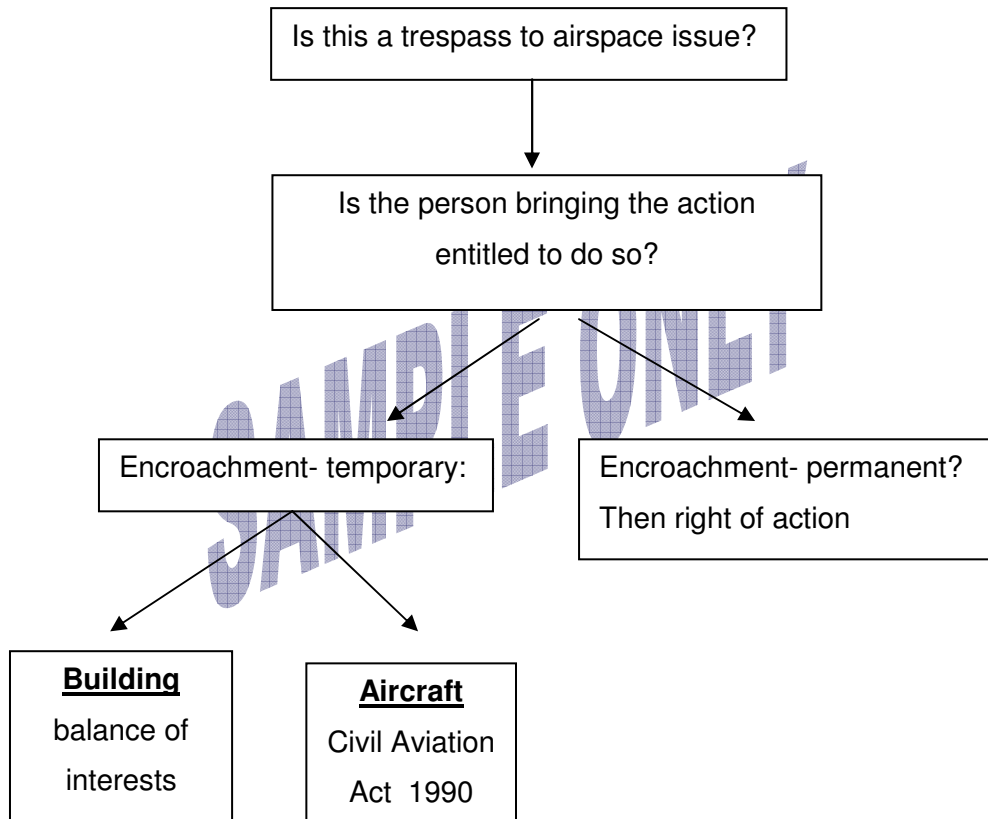 Is this a trespass to airspace issue?
Is the person bringing the action
entitled to do so?
SAMPLE ONLY
Encroachment- temporary:
Encroachment- permanent?
Then right of action
Building
balance of
interests
Aircraft
Civil Aviation
Act 1990